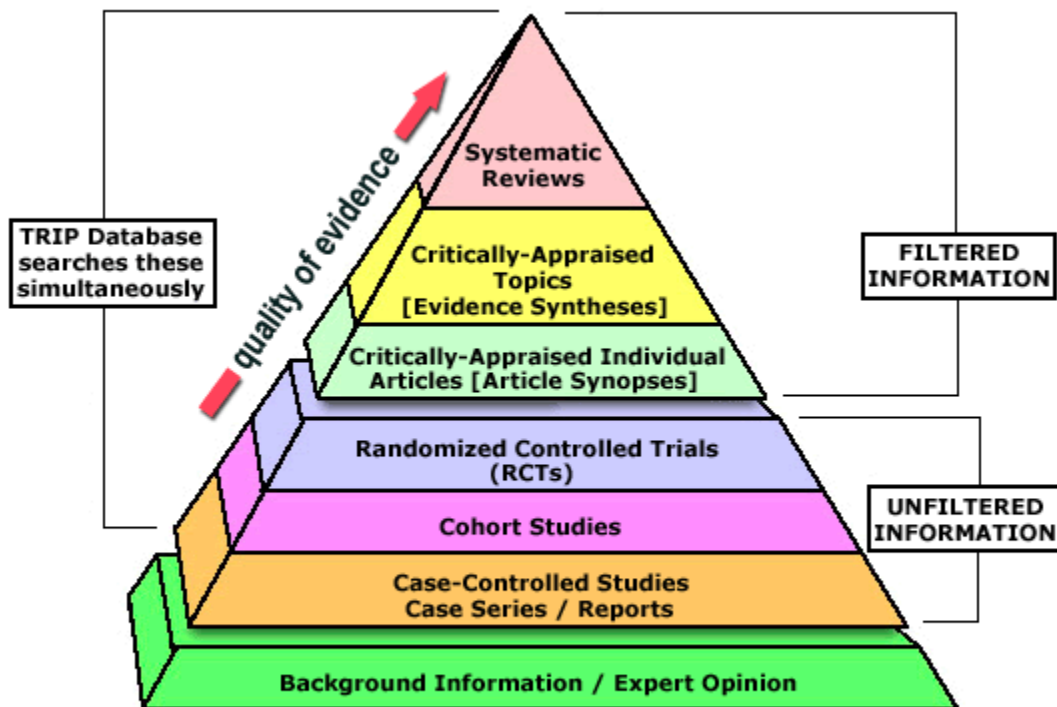 Systematic
Reviews
Critically-Appraised
Topics
[Evidence Syntheses]
Critically-Appraised Individual
Articles [Article Synopses]
Randomized Controlled Trials
(RCTs)
Cohort Studies
Case-Controlled Studies
Case Series / Reports
Background Information / Expert Opinion
quality of evidence
TRIP Database
searches these
simultaneously
FILTERED
INFORMATION
UNFILTERED
INFORMATION